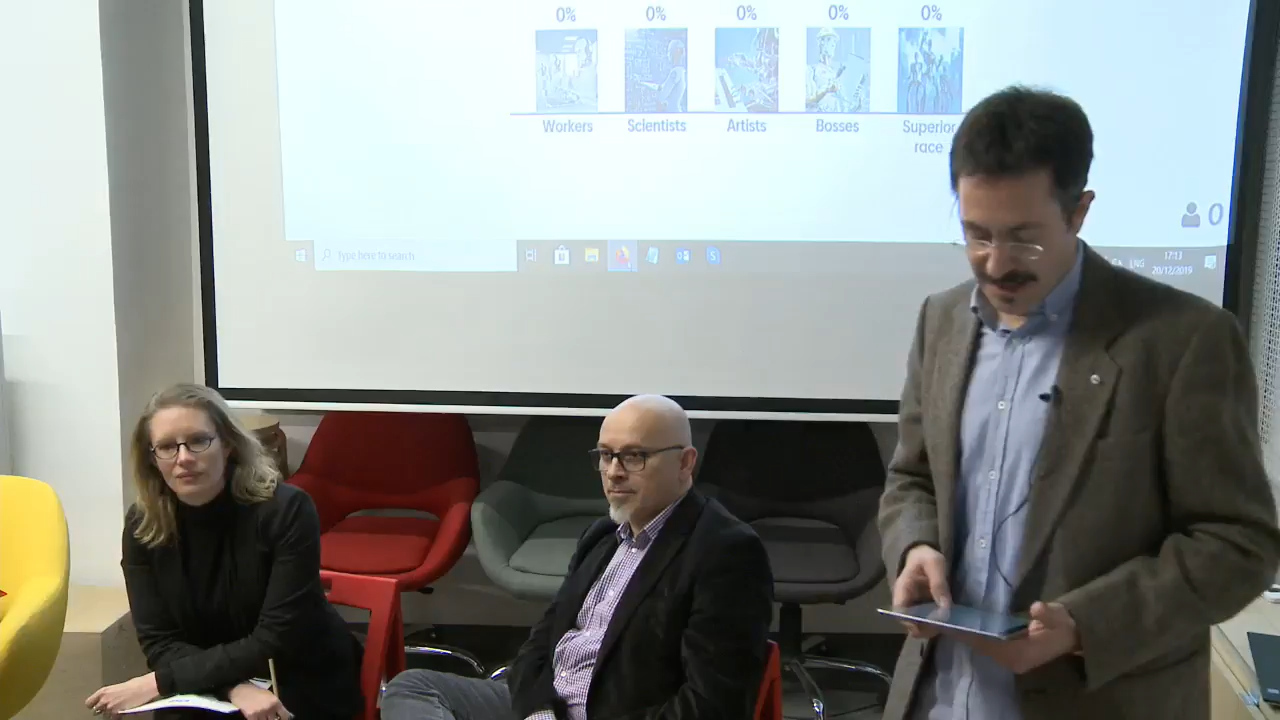 0% 0% 0% 0% 0%
Workers Scientists Artists Bosses Superior
race
0
Type here to search
ENG 17:13
20/12/2019